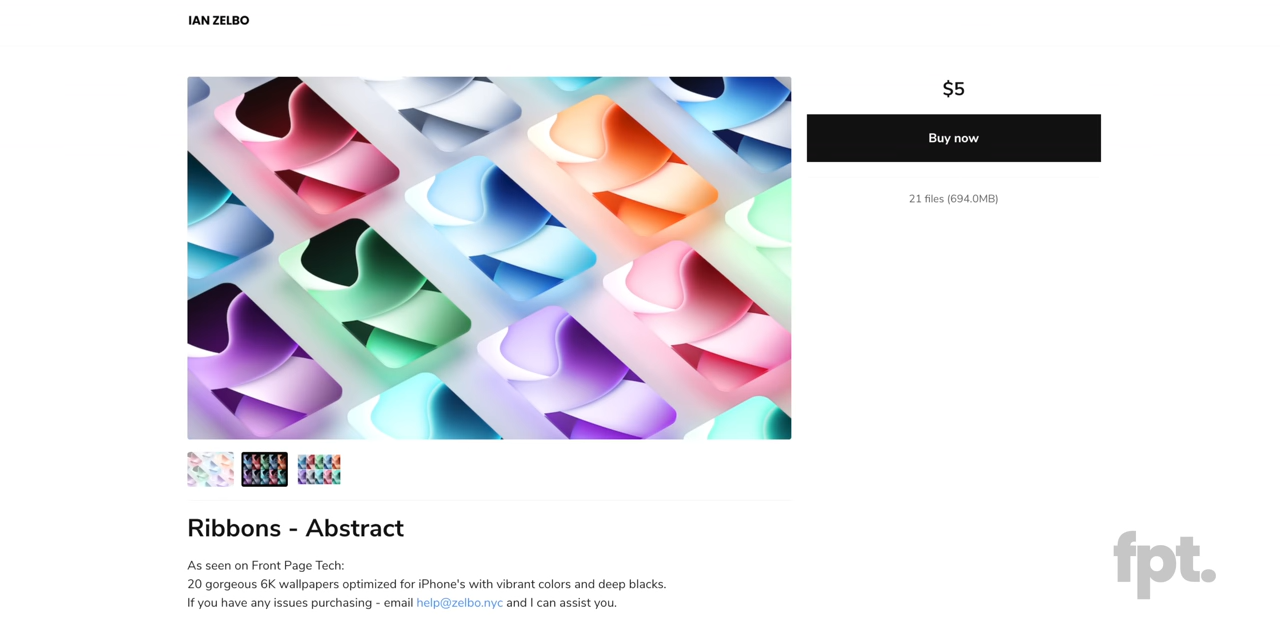 IAN ZELBO
$5
Buy now
21 files (694.0MB)
Ribbons - Abstract
As seen on Front Page Tech:
20 gorgeous 6K wallpapers optimized for iPhone's with vibrant colors and deep blacks.
If you have any issues purchasing - email help@zelbo.nyc and I can assist you.
fpt.